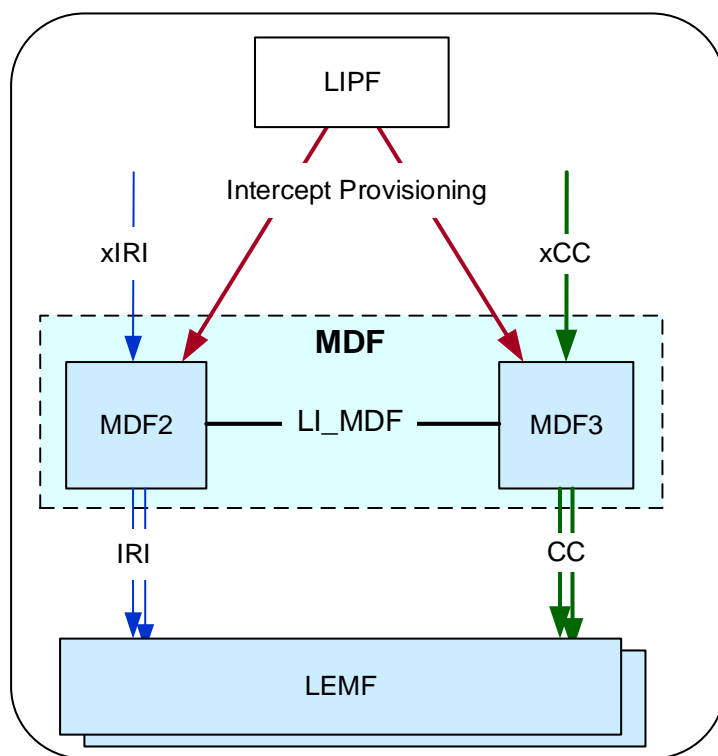 LIPF
Intercept Provisioning
xIRI
xCC
MDF
MDF2
LI_MDF
MDF3
IRI
CC
LEMF